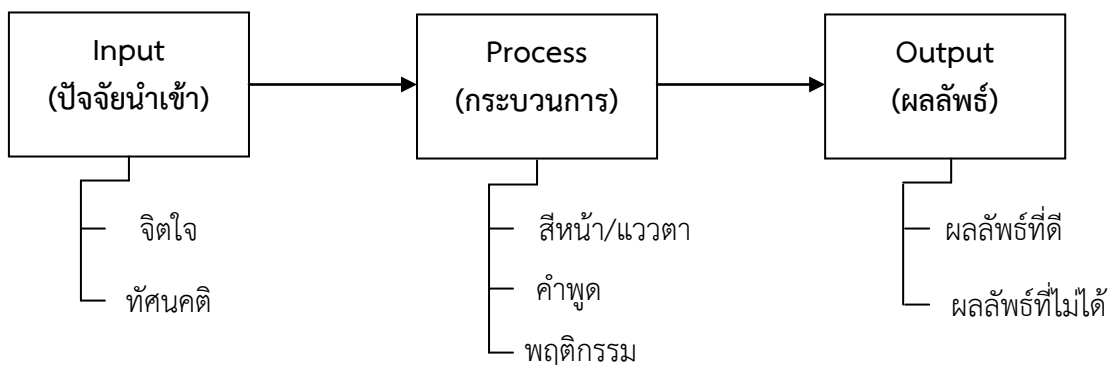 Input
(ปัจจัยนำเข้า)
Process
(กระบวนการ)
Output
(ผลลัพธ์)
จิตใจ
ทัศนคติ
สีหน้า/แววตา
คำพูด
พฤติกรรม
ผลลัพธ์ที่ดี
ผลลัพธ์ที่ไม่ได้